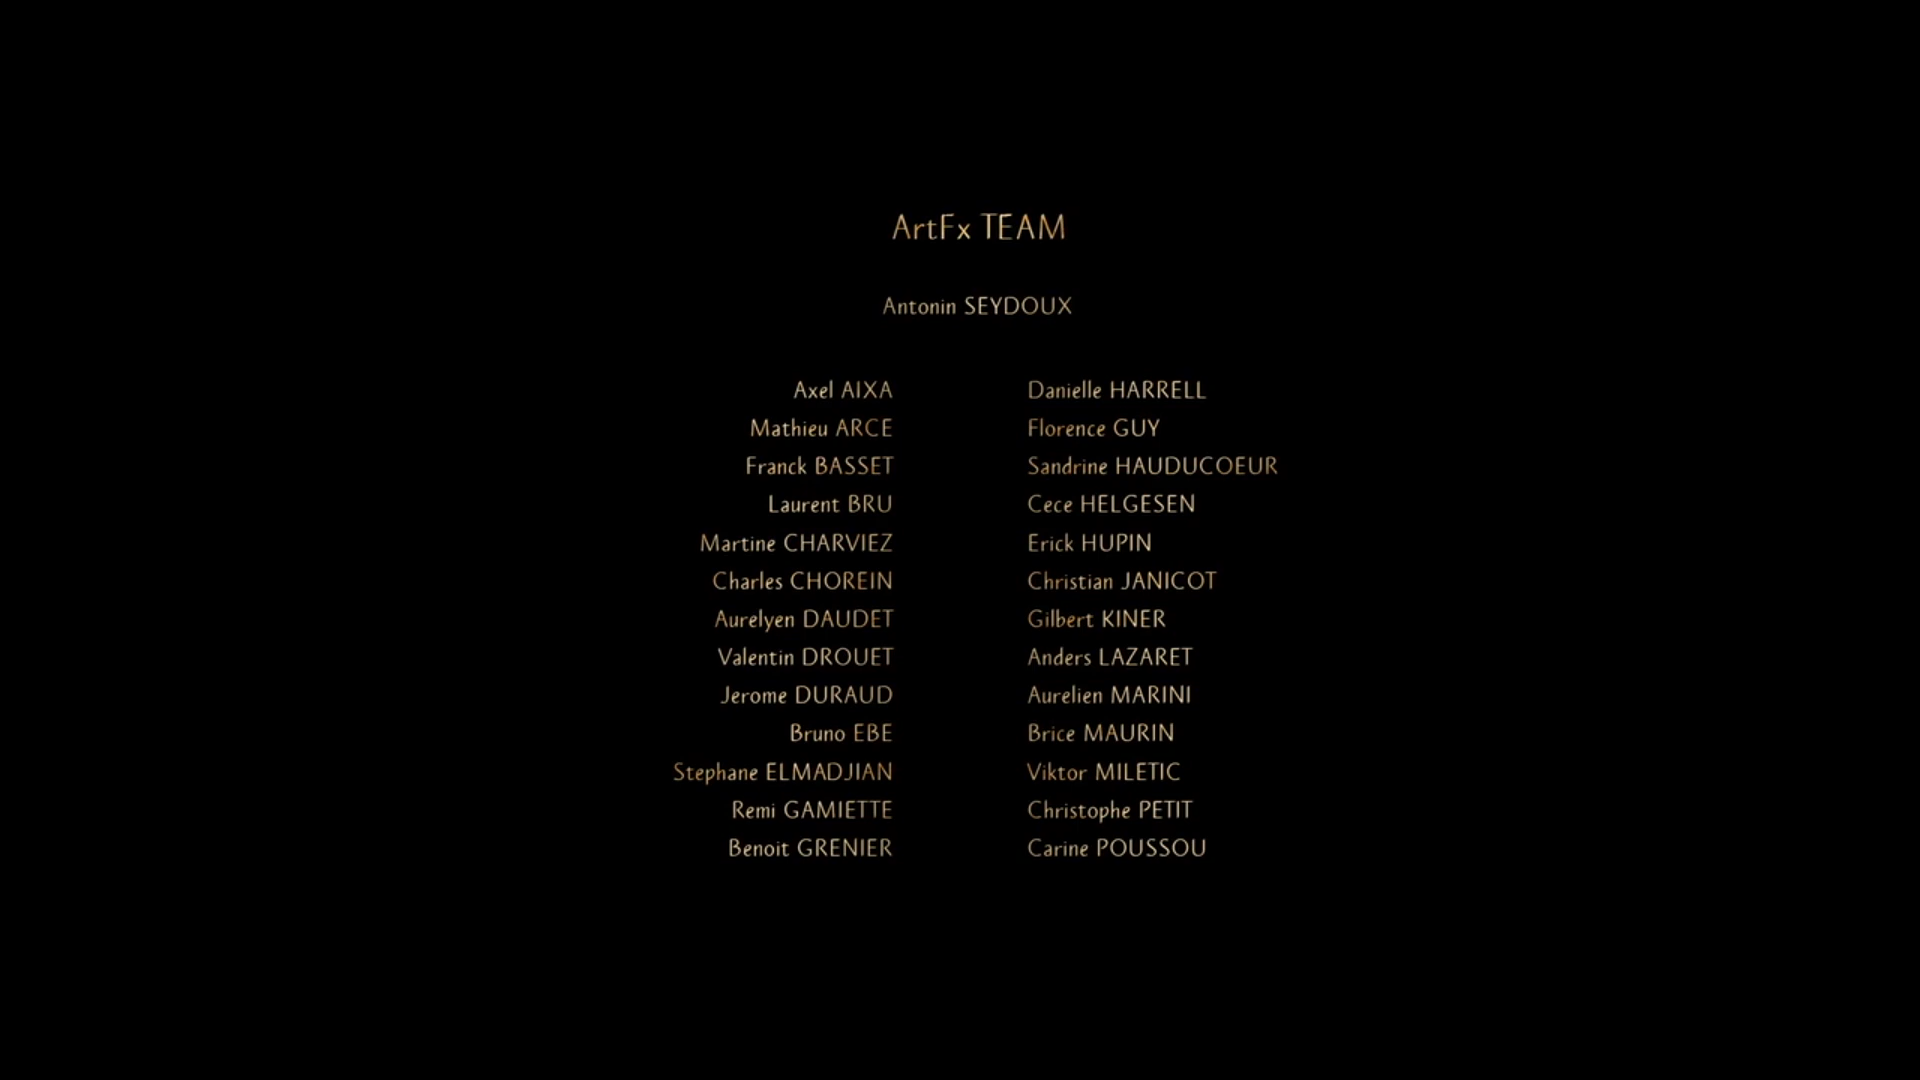 ArtFx TEAM
Antonin SEYDOUX
Axel AIXA
Mathieu ARCE
Franck BASSET
Laurent BRU
Martine CHARVIEZ
Charles CHOREIN
Aurelyen DAUDET
Valentin DROUET
Jerome DURAUD
Bruno EBE
Stephane ELMADJIAN
Remi GAMIETTE
Benoit GRENIER
Danielle HARRELL
Florence GUY
Sandrine HAUDUCOEUR
Cece HELGESEN
Erick HUPIN
Christian JANICOT
Gilbert KINER
Anders LAZARET
Aurelien MARINI
Brice MAURIN
Viktor MILETIC
Christophe PETIT
Carine POUSSOU